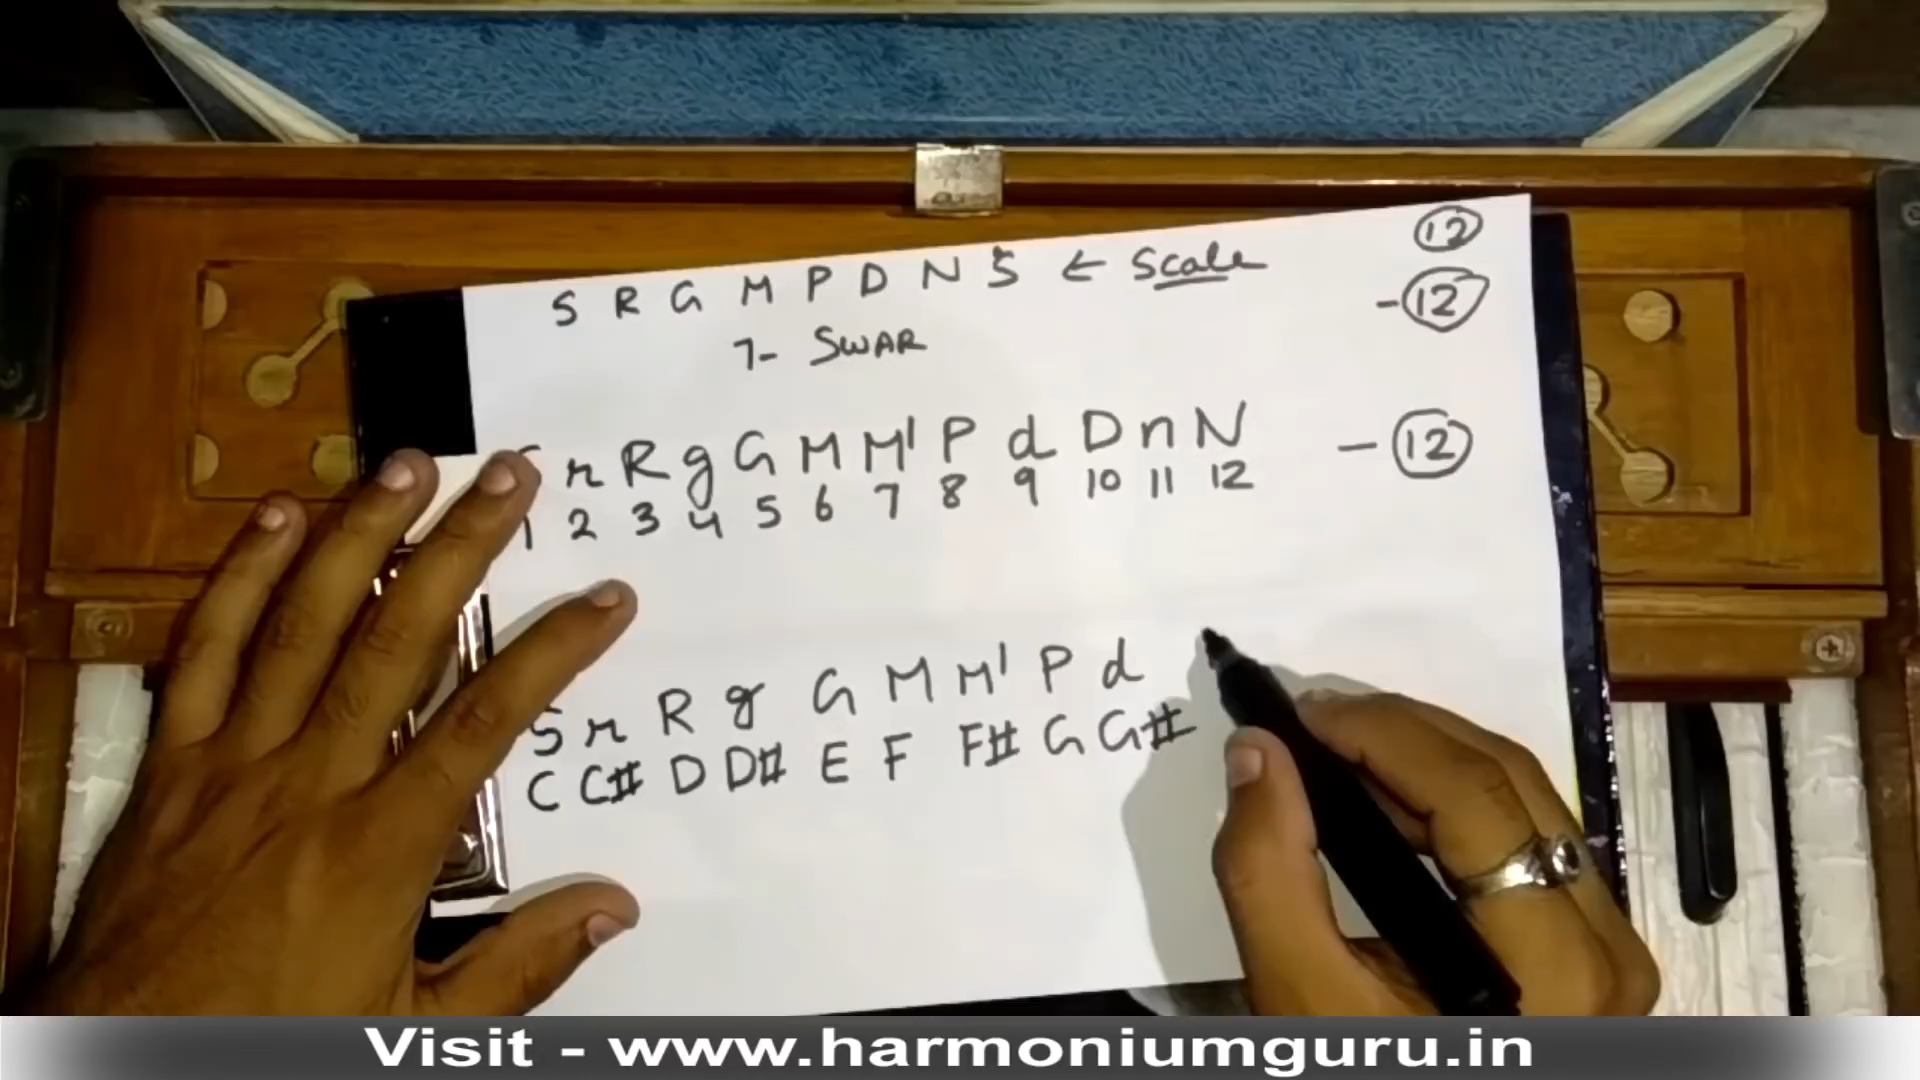 12
S R G M P D N Ṡ ← Scale
-12
7- SWAR
r R g G M M' P d D n N -12
1 2 3 4 5 6 7 8 9 10 11 12
S r R g G M M' P d
C C# D D# E F F# G G#
Visit - www.harmoniumguru.in